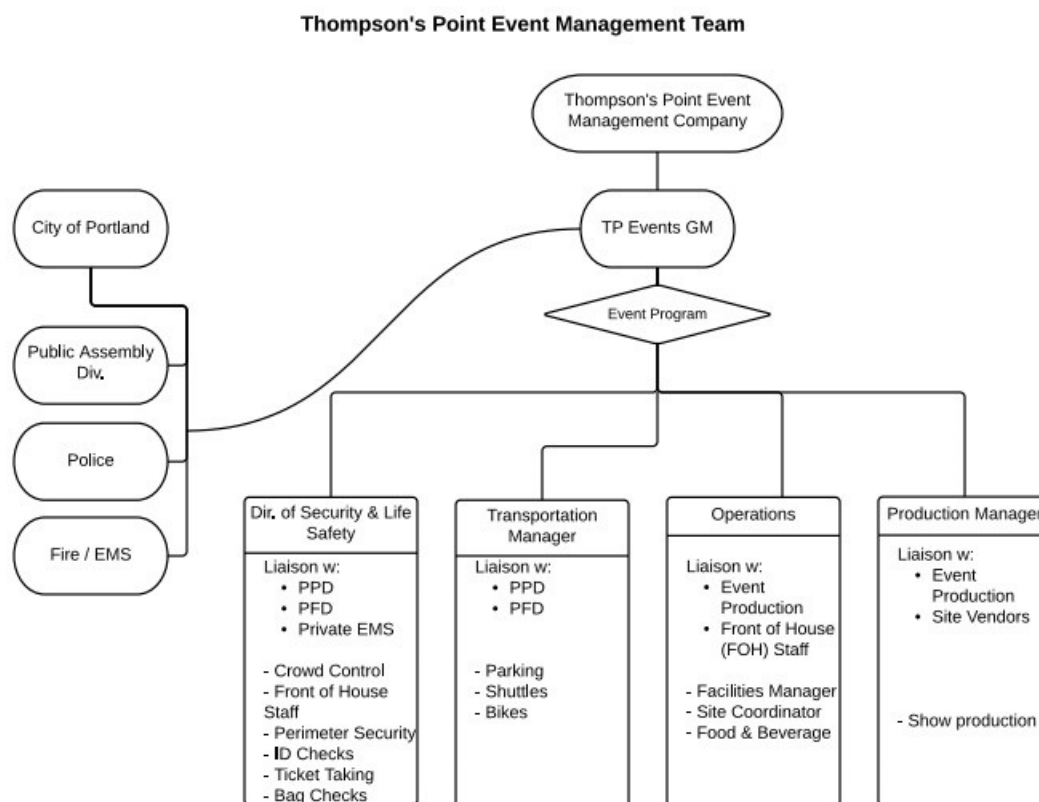 Thompson's Point Event Management Team
Thompson's Point Event
Management Company
City of Portland
TP Events GM
Event Program
Public Assembly
Div.
Police
Fire / EMS
Dir. of Security & Life
Safety
Liaison w:
• PPD
• PFD
• Private EMS
- Crowd Control
- Front of House
Staff
- Perimeter Security
- ID Checks
- Ticket Taking
- Bag Checks
Transportation
Manager
Liaison w:
• PPD
• PFD
- Parking
- Shuttles
- Bikes
Operations
Liaison w:
• Event
Production
• Front of House
(FOH) Staff
- Facilities Manager
- Site Coordinator
- Food & Beverage
Production Manager
Liaison w:
• Event
Production
• Site Vendors
- Show production